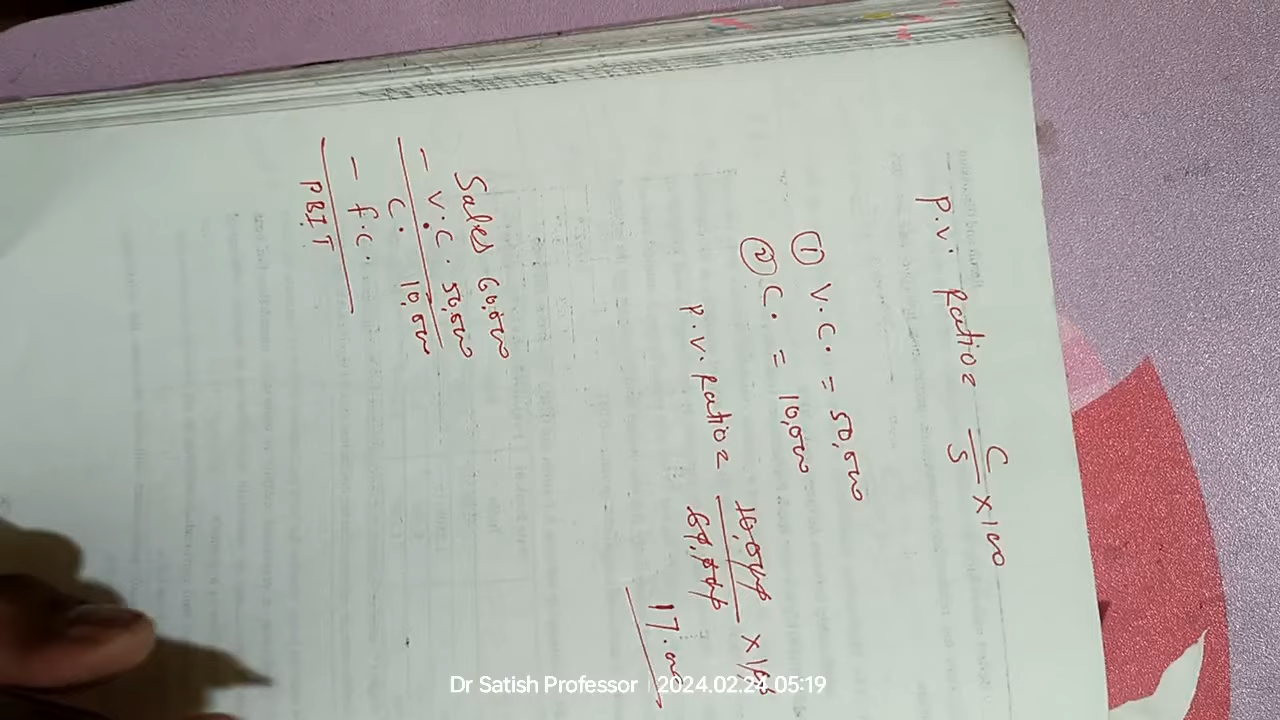 P.V. Ratio = C/S × 100
① V.C. = 50,000
② C. = 10,000
P.V. Ratio = 10,000/60,000 × 100
17.00
Sales 60,000
- V.C. 50,000
C. 10,000
- f.C.
PBIT
Dr Satish Professor | 2024.02.24 05:19